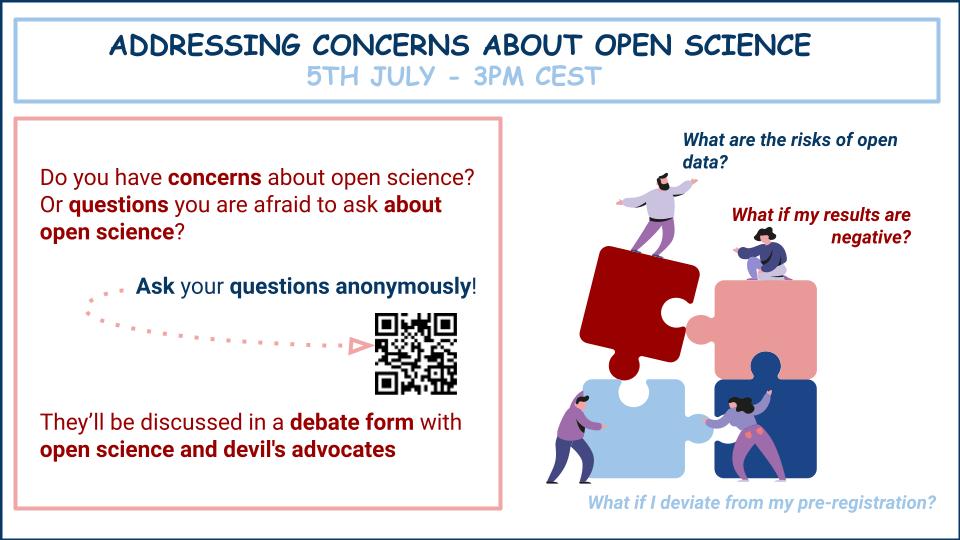 ADDRESSING CONCERNS ABOUT OPEN SCIENCE
5TH JULY - 3PM CEST
Do you have concerns about open science?
Or questions you are afraid to ask about
open science?
Ask your questions anonymously!
They'll be discussed in a debate form with
open science and devil's advocates
What are the risks of open
data?
What if my results are
negative?
What if I deviate from my pre-registration?